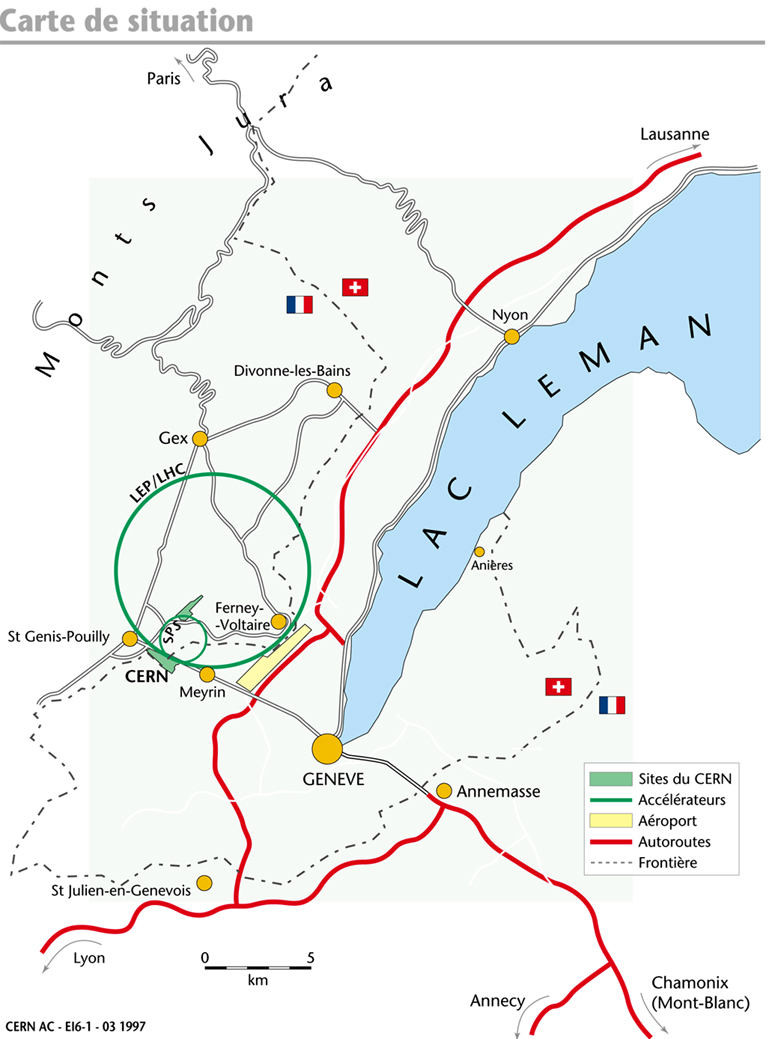 Carte de situation
Paris
Monts Jura
Lausanne
Nyon
Divonne-les-Bains
LAC LEMAN
Gex
LEP/LHC
Anières
Ferney-
-Voltaire
SPS
St Genis-Pouilly
CERN
Meyrin
GENEVE
Annemasse
Sites du CERN
Accélérateurs
Aéroport
Autoroutes
Frontière
St Julien-en-Genevois
Lyon
0 5
km
Annecy
Chamonix
(Mont-Blanc)
CERN AC - EI6-1 - 03 1997